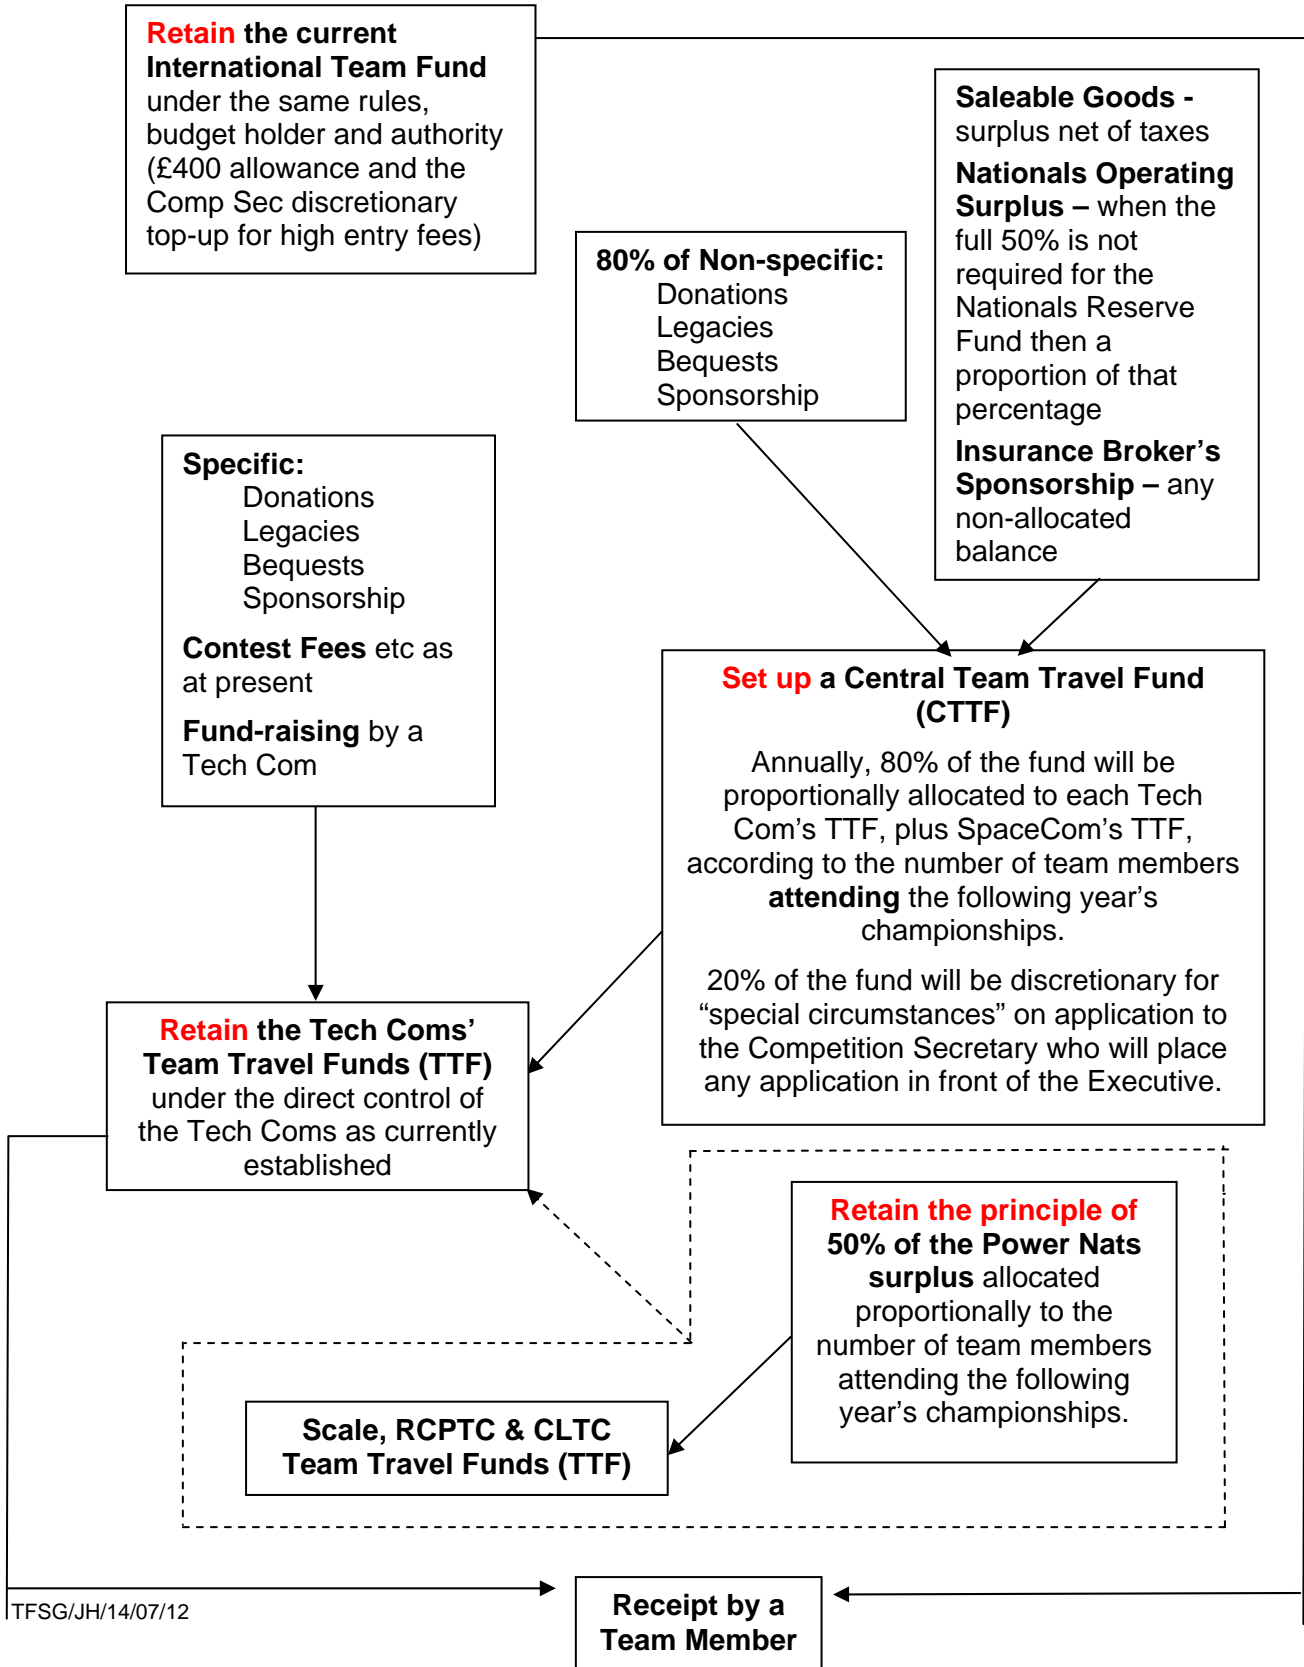 Retain the current
International Team Fund
under the same rules,
budget holder and authority
(£400 allowance and the
Comp Sec discretionary
top-up for high entry fees)
Saleable Goods -
surplus net of taxes
Nationals Operating
Surplus – when the
full 50% is not
required for the
Nationals Reserve
Fund then a
proportion of that
percentage
Insurance Broker’s
Sponsorship – any
non-allocated
balance
80% of Non-specific:
Donations
Legacies
Bequests
Sponsorship
Specific:
Donations
Legacies
Bequests
Sponsorship
Contest Fees etc as
at present
Fund-raising by a
Tech Com
Set up a Central Team Travel Fund
(CTTF)
Annually, 80% of the fund will be
proportionally allocated to each Tech
Com’s TTF, plus SpaceCom’s TTF,
according to the number of team members
attending the following year’s
championships.
20% of the fund will be discretionary for
“special circumstances” on application to
the Competition Secretary who will place
any application in front of the Executive.
Retain the Tech Coms’
Team Travel Funds (TTF)
under the direct control of
the Tech Coms as currently
established
Retain the principle of
50% of the Power Nats
surplus allocated
proportionally to the
number of team members
attending the following
year’s championships.
Scale, RCPTC & CLTC
Team Travel Funds (TTF)
Receipt by a
Team Member
TFSG/JH/14/07/12